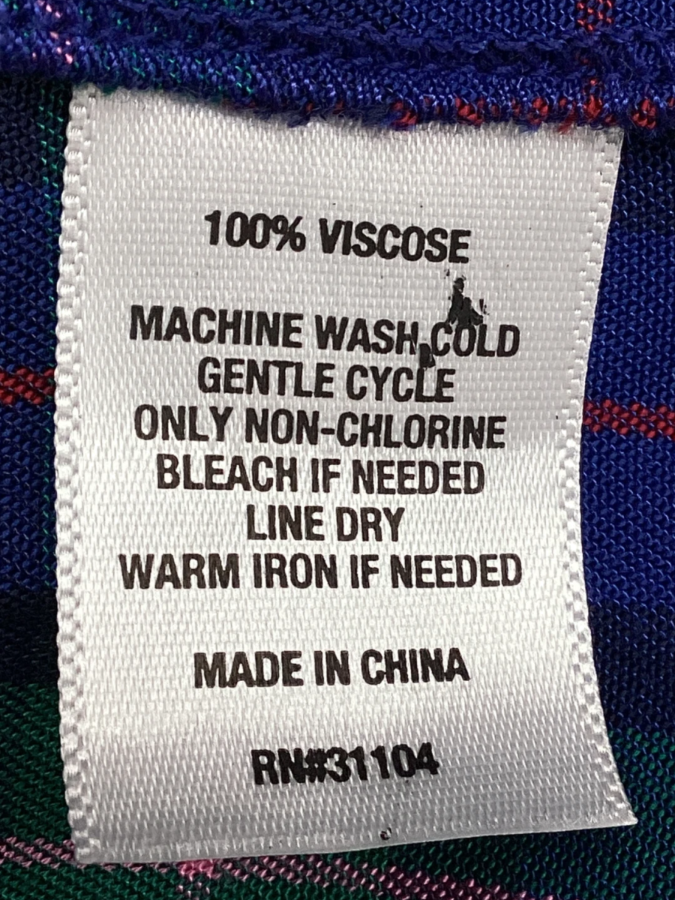 100% VISCOSE
MACHINE WASH COLD
GENTLE CYCLE
ONLY NON-CHLORINE
BLEACH IF NEEDED
LINE DRY
WARM IRON IF NEEDED
MADE IN CHINA
RN#31104